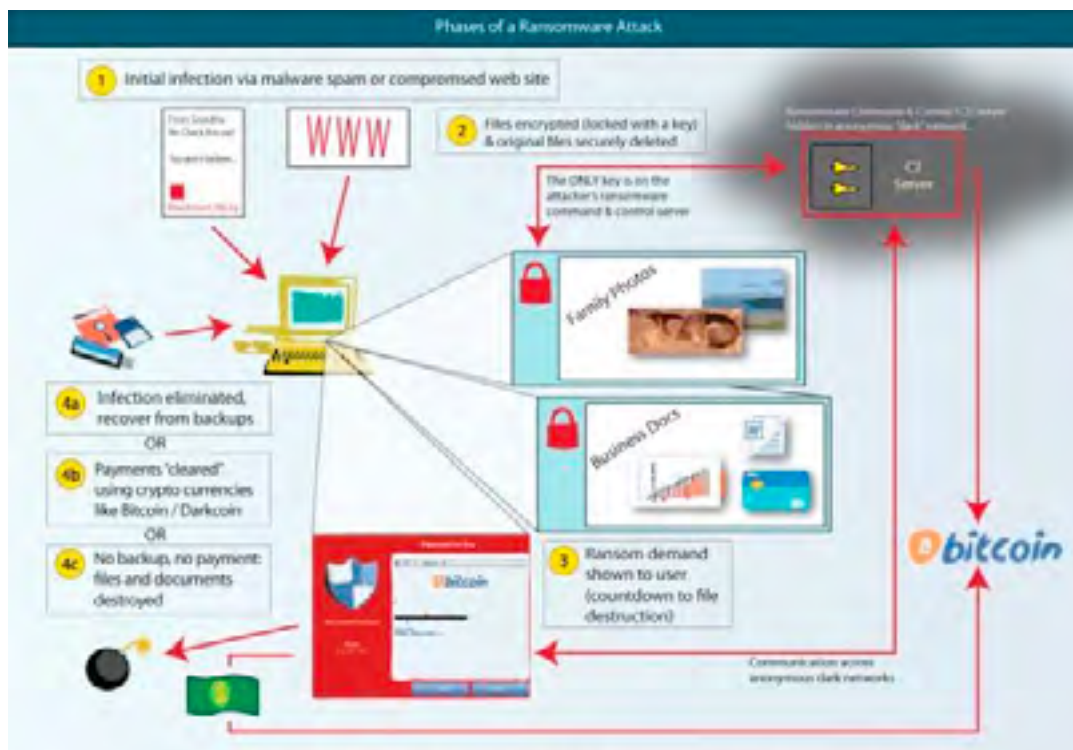 Phases of a Ransomware Attack
1 Initial infection via malware spam or compromsed web site
WWW
2 Files encrypted (locked with a key)
& original files securely deleted
The ONLY key is on the
attacker's ransomware
command & control server
C2
Server
Family Photos
Business Docs
4a Infection eliminated,
recover from backups
OR
4b Payments "cleared"
using crypto currencies
like Bitcoin / Darkcoin
OR
4c No backup, no payment:
files and documents
destroyed
bitcoin
3 Ransom demand
shown to user
(countdown to file
destruction)
bitcoin
Communication across
anonymous dark networks